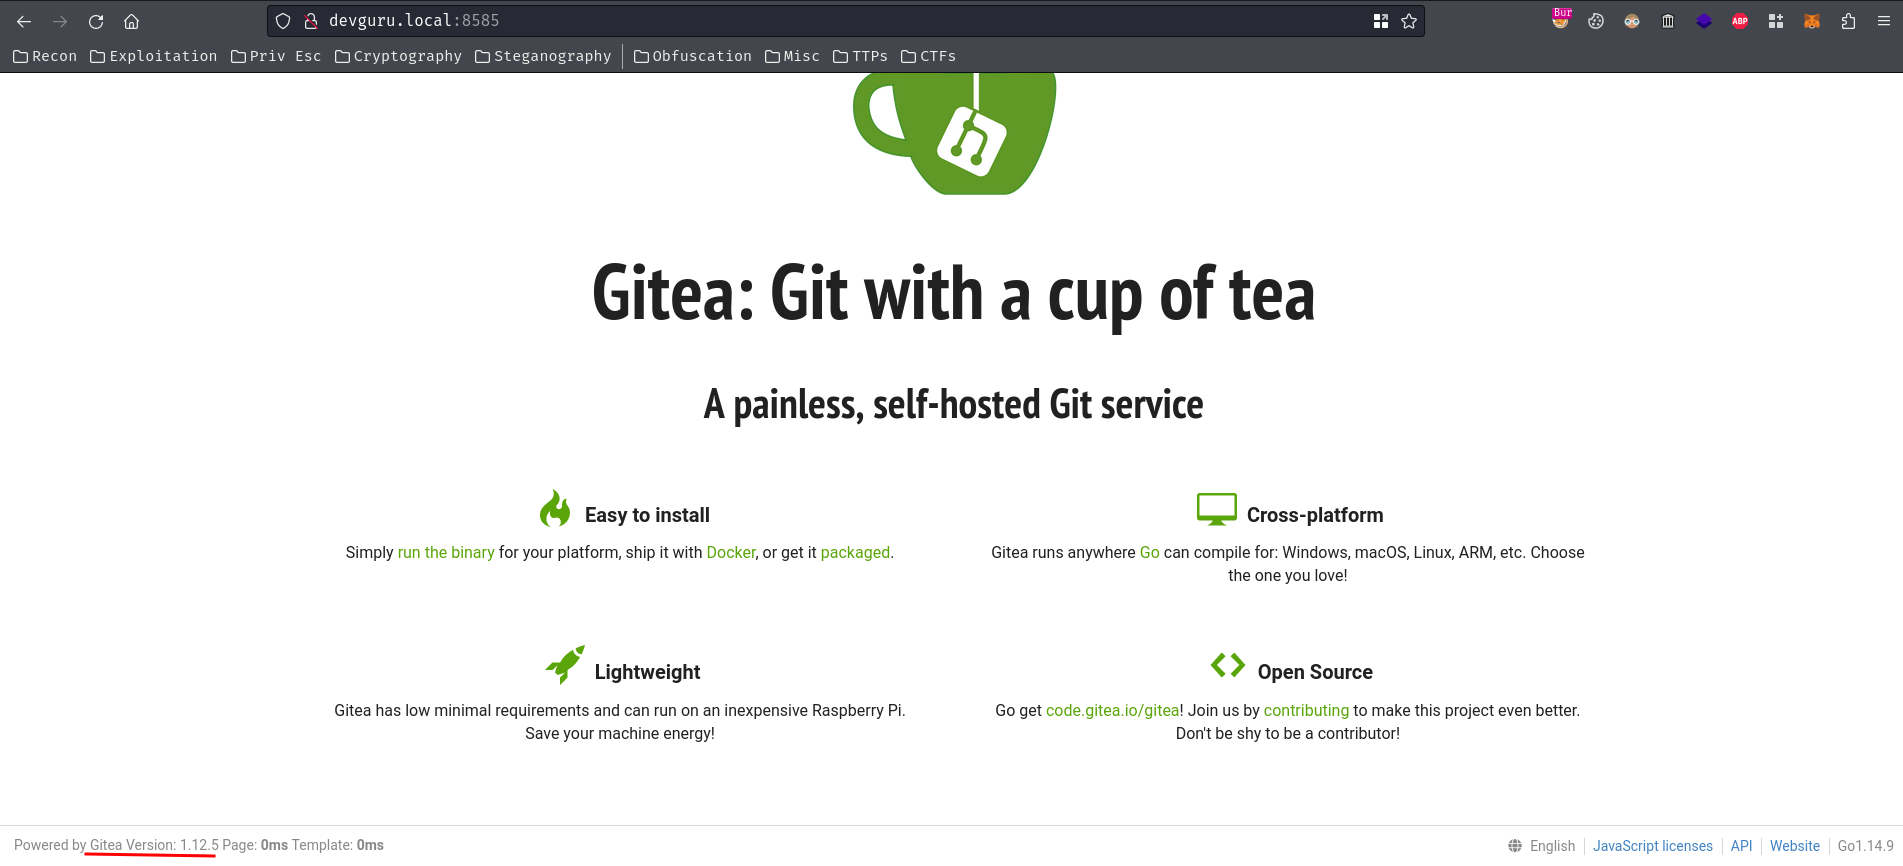 devguru.local:8585
Bur
ABP
Recon Exploitation Priv Esc Cryptography Steganography Obfuscation Misc TTPs CTFs
Gitea: Git with a cup of tea
A painless, self-hosted Git service
Easy to install
Simply run the binary for your platform, ship it with Docker, or get it packaged.
Cross-platform
Gitea runs anywhere Go can compile for: Windows, macOS, Linux, ARM, etc. Choose
the one you love!
Lightweight
Gitea has low minimal requirements and can run on an inexpensive Raspberry Pi.
Save your machine energy!
Open Source
Go get code.gitea.io/gitea! Join us by contributing to make this project even better.
Don't be shy to be a contributor!
Powered by Gitea Version: 1.12.5 Page: 0ms Template: 0ms
English JavaScript licenses API Website Go1.14.9